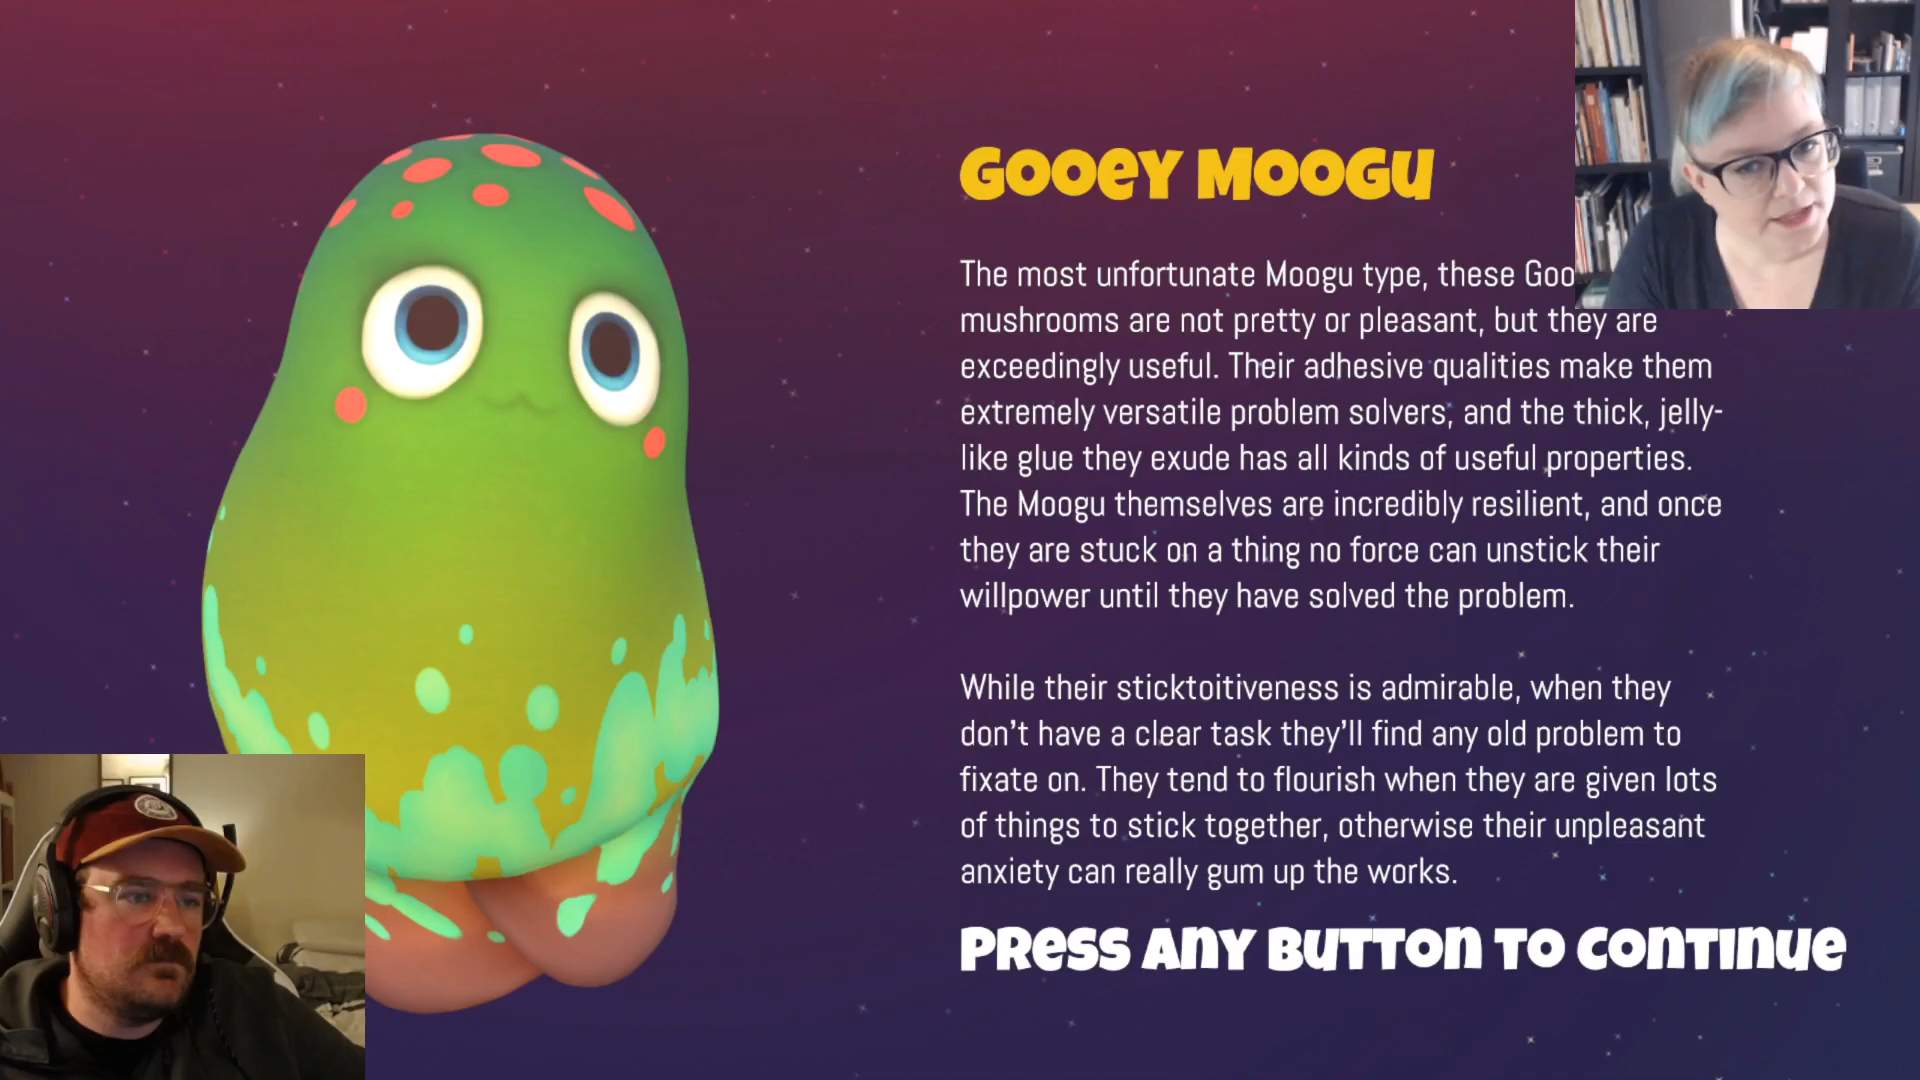 GOOEY MOOGU
The most unfortunate Moogu type, these
mushrooms are not pretty or pleasant, but they are
exceedingly useful. Their adhesive qualities make them
extremely versatile problem solvers, and the thick, jelly-
like glue they exude has all kinds of useful properties.
The Moogu themselves are incredibly resilient, and once
they are stuck on a thing no force can unstick their
willpower until they have solved the problem.
While their sticktoitiveness is admirable, when they
don't have a clear task they'll find any old problem to
fixate on. They tend to flourish when they are given lots
of things to stick together, otherwise their unpleasant
anxiety can really gum up the works.
PRESS ANY BUTTON TO CONTINUE